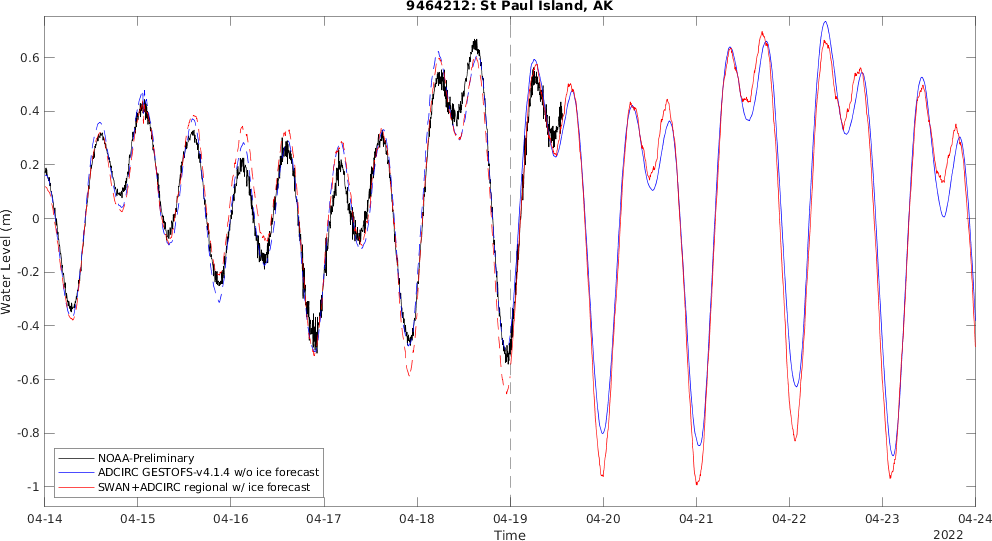 9464212: St Paul Island, AK
Water Level (m)
0.6
0.4
0.2
0
-0.2
-0.4
-0.6
-0.8
-1
NOAA-Preliminary
ADCIRC GESTOFS-v4.1.4 w/o ice forecast
SWAN+ADCIRC regional w/ ice forecast
04-14 04-15 04-16 04-17 04-18 04-19 04-20 04-21 04-22 04-23 04-24
Time
2022